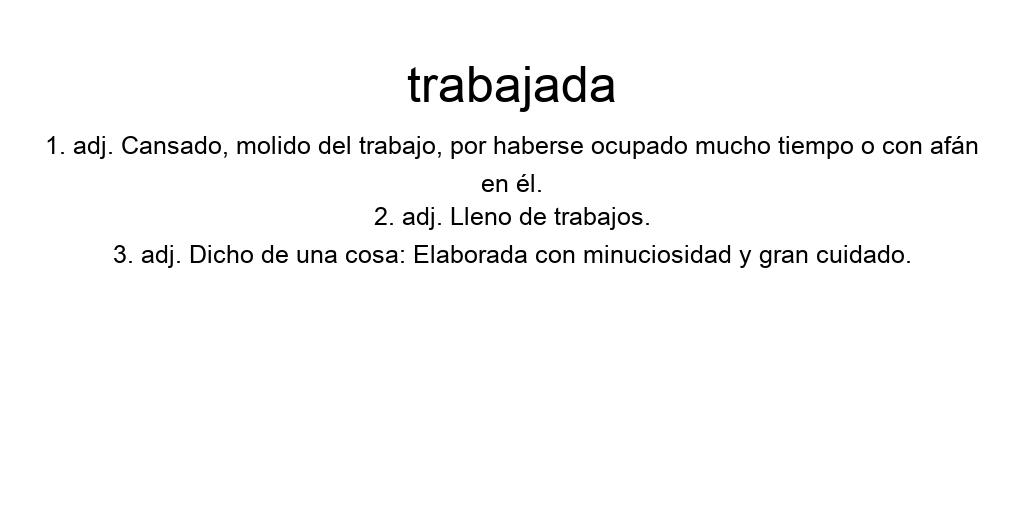 trabajada
1. adj. Cansado, molido del trabajo, por haberse ocupado mucho tiempo o con afán
en él.
2. adj. Lleno de trabajos.
3. adj. Dicho de una cosa: Elaborada con minuciosidad y gran cuidado.